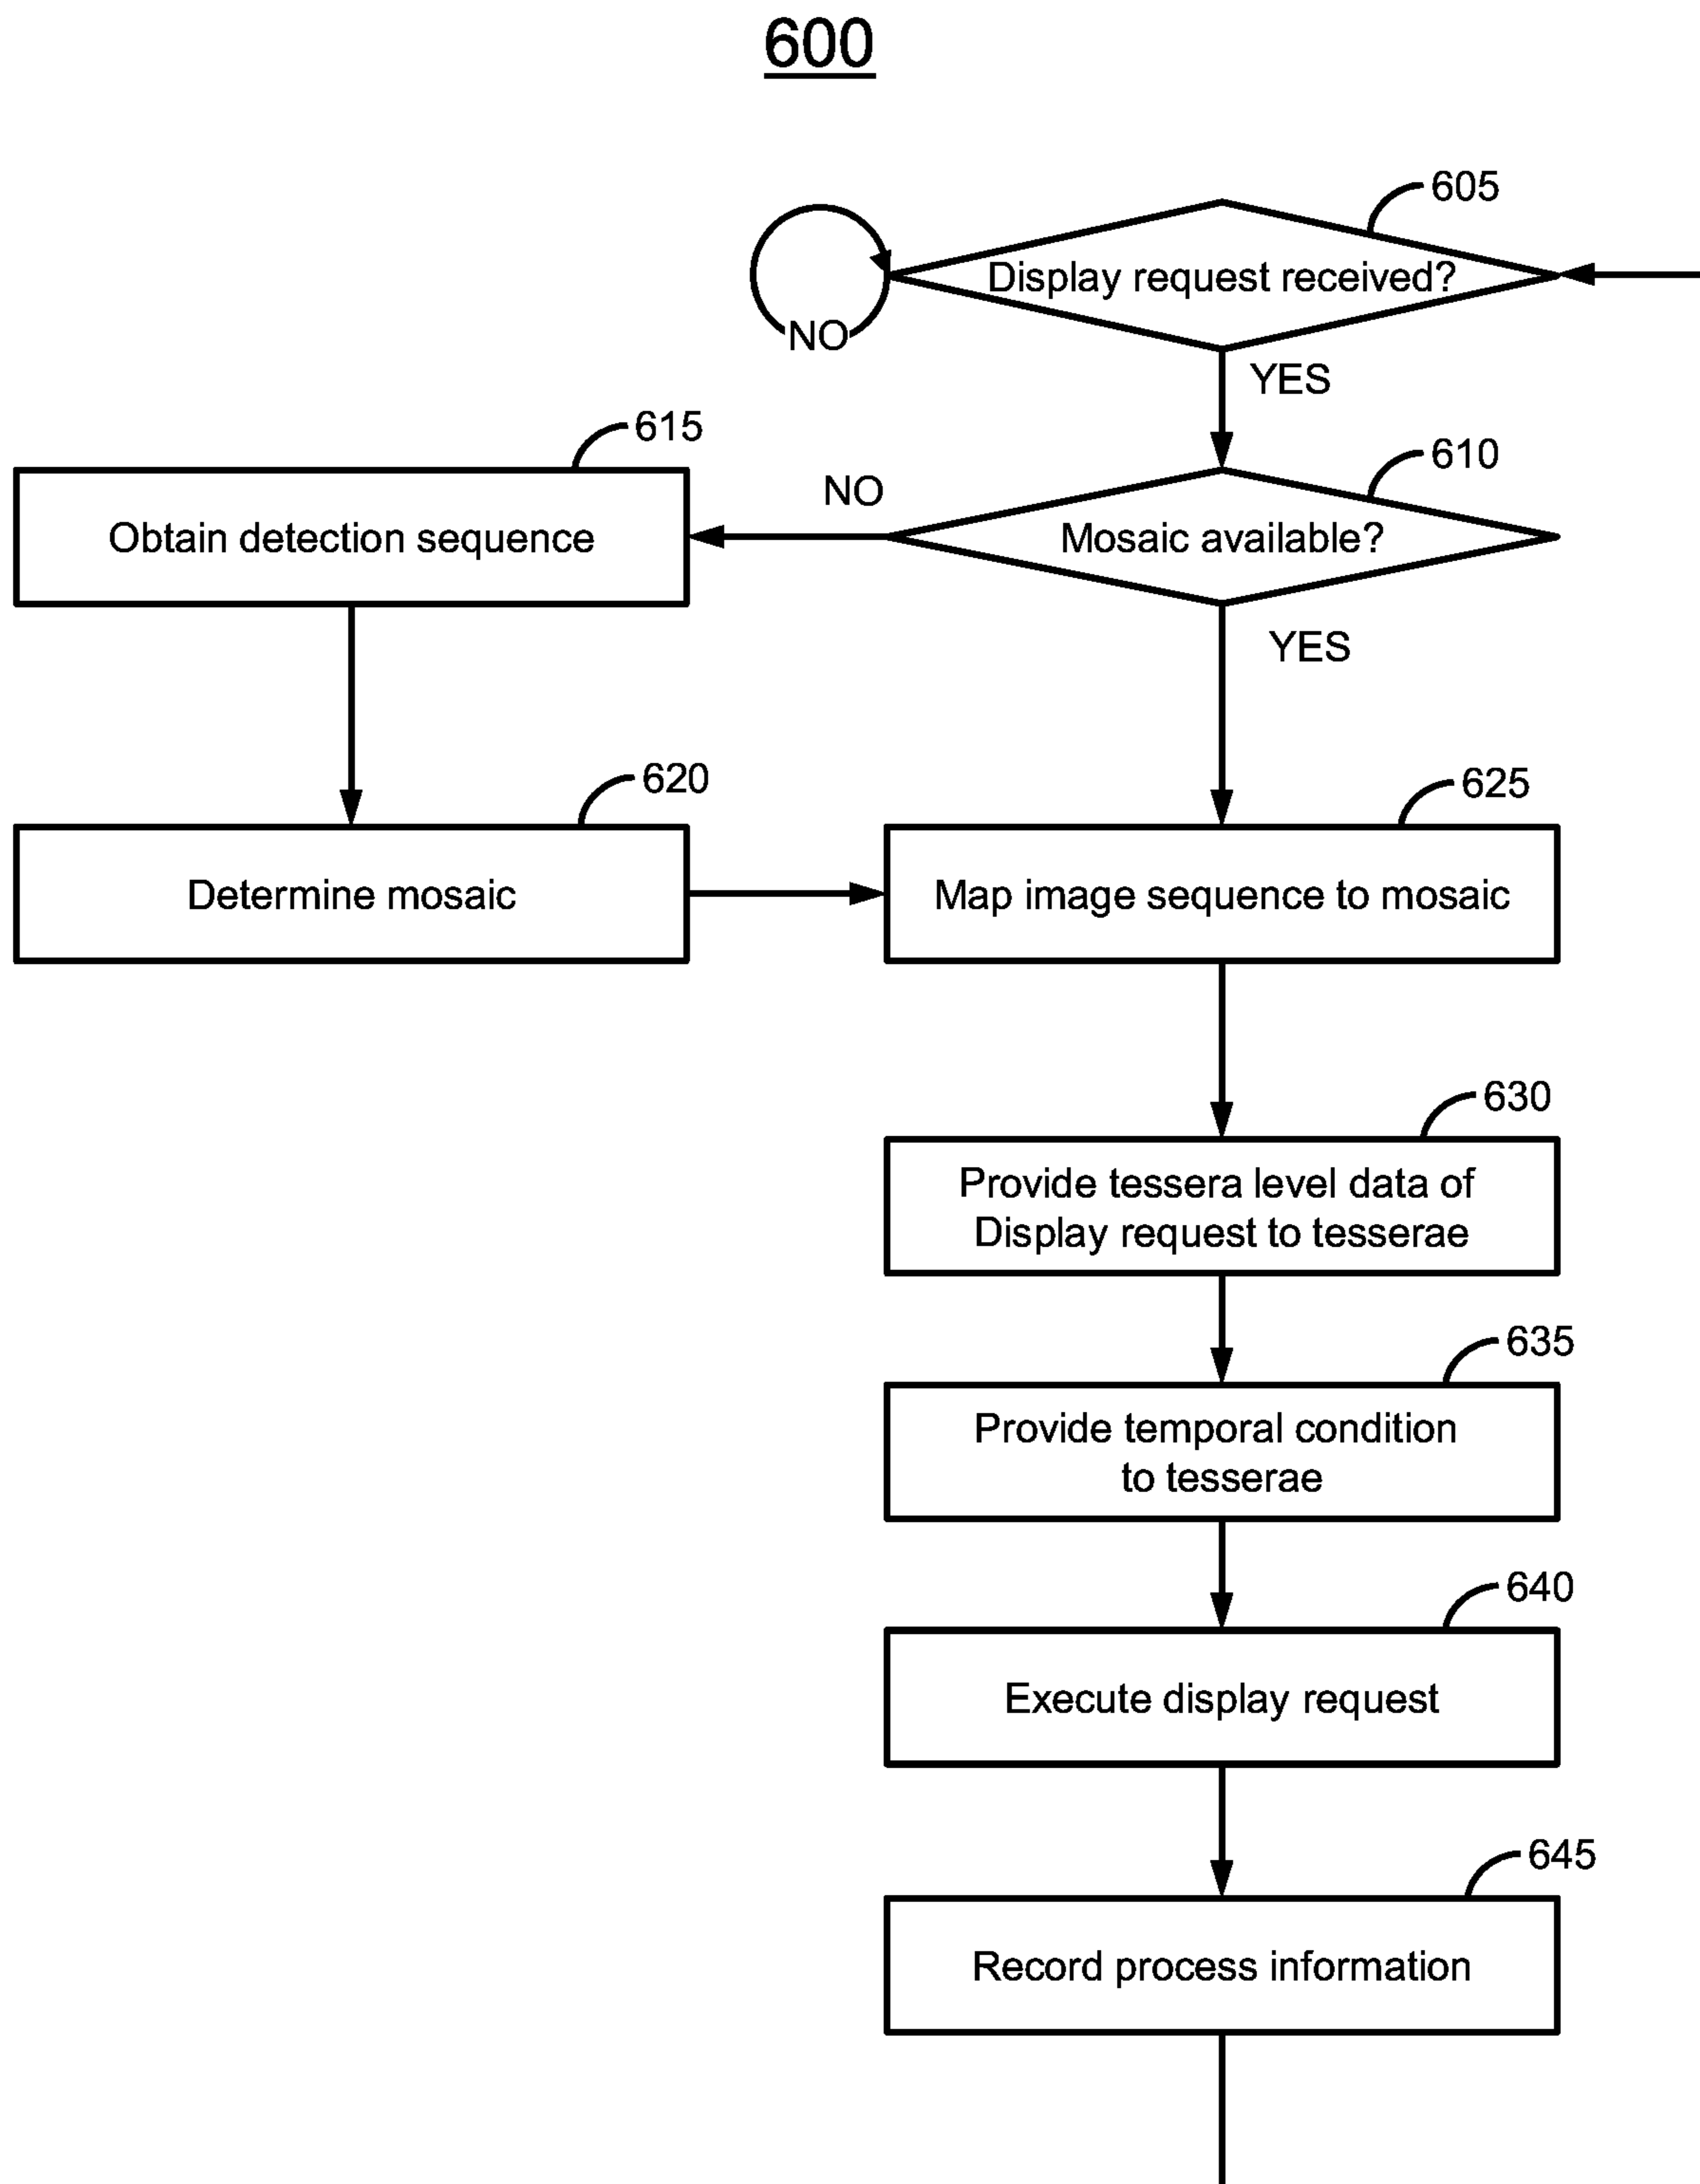 600
605
Display request received?
NO
YES
615
610
NO
Obtain detection sequence
Mosaic available?
YES
620
625
Determine mosaic
Map image sequence to mosaic
630
Provide tessera level data of
Display request to tesserae
635
Provide temporal condition
to tesserae
640
Execute display request
645
Record process information